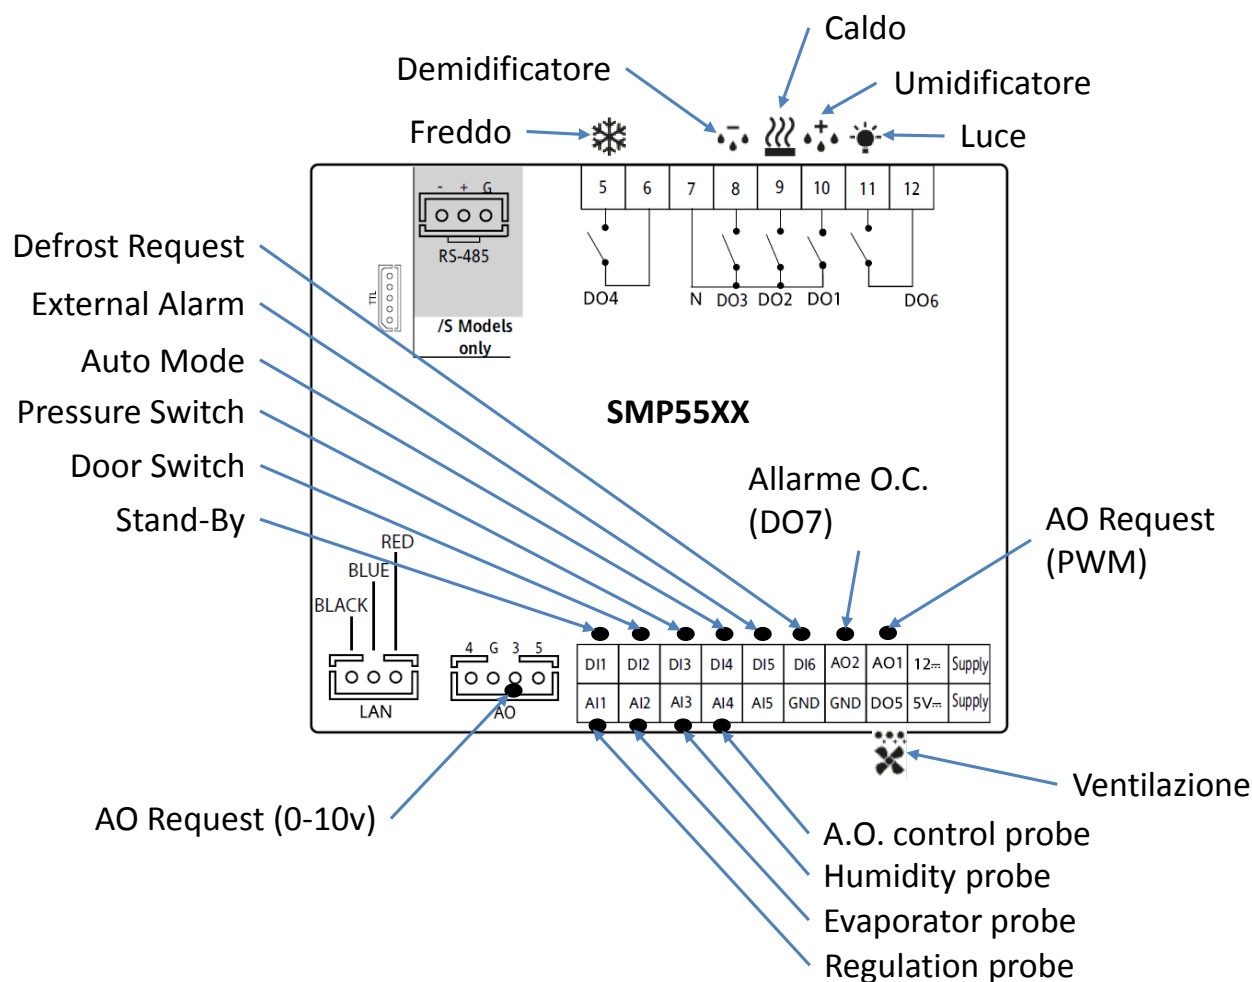 Caldo
Demidificatore
Umidificatore
Freddo
Luce
5 6 7 8 9 10 11 12
- + G
RS-485
TTL
/S Models
only
DO4 N DO3 DO2 DO1 DO6
Defrost Request
External Alarm
Auto Mode
Pressure Switch
Door Switch
Stand-By
SMP55XX
Allarme O.C.
(DO7)
AO Request
(PWM)
RED
BLUE
BLACK
LAN
4 G 3 5
AO
DI1 DI2 DI3 DI4 DI5 DI6 AO2 AO1 12⎓ Supply
AI1 AI2 AI3 AI4 AI5 GND GND DO5 5V⎓ Supply
Ventilazione
AO Request (0-10v)
A.O. control probe
Humidity probe
Evaporator probe
Regulation probe